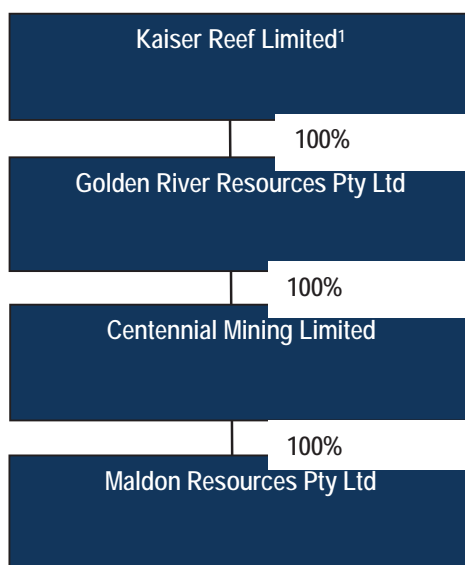 Kaiser Reef Limited¹
100%
Golden River Resources Pty Ltd
100%
Centennial Mining Limited
100%
Maldon Resources Pty Ltd